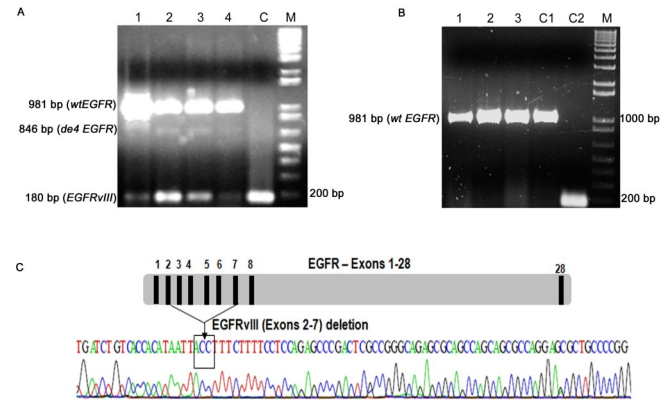 A
1 2 3 4 C M
981 bp (wtEGFR)
846 bp (de4 EGFR)
180 bp (EGFRvIII)
200 bp
B
1 2 3 C1 C2 M
981 bp (wt EGFR)
1000 bp
200 bp
C
EGFR – Exons 1-28
1 2 3 4 5 6 7 8 28
EGFRvIII (Exons 2-7) deletion
TGATCTGTCACCACATAATTACCTTTCTTTTCCTCCAGAGCCCGACTCGCCGGGCAGAGCGCAGCCAGCAGCGCCAGGAGCGCTGCCCCGG